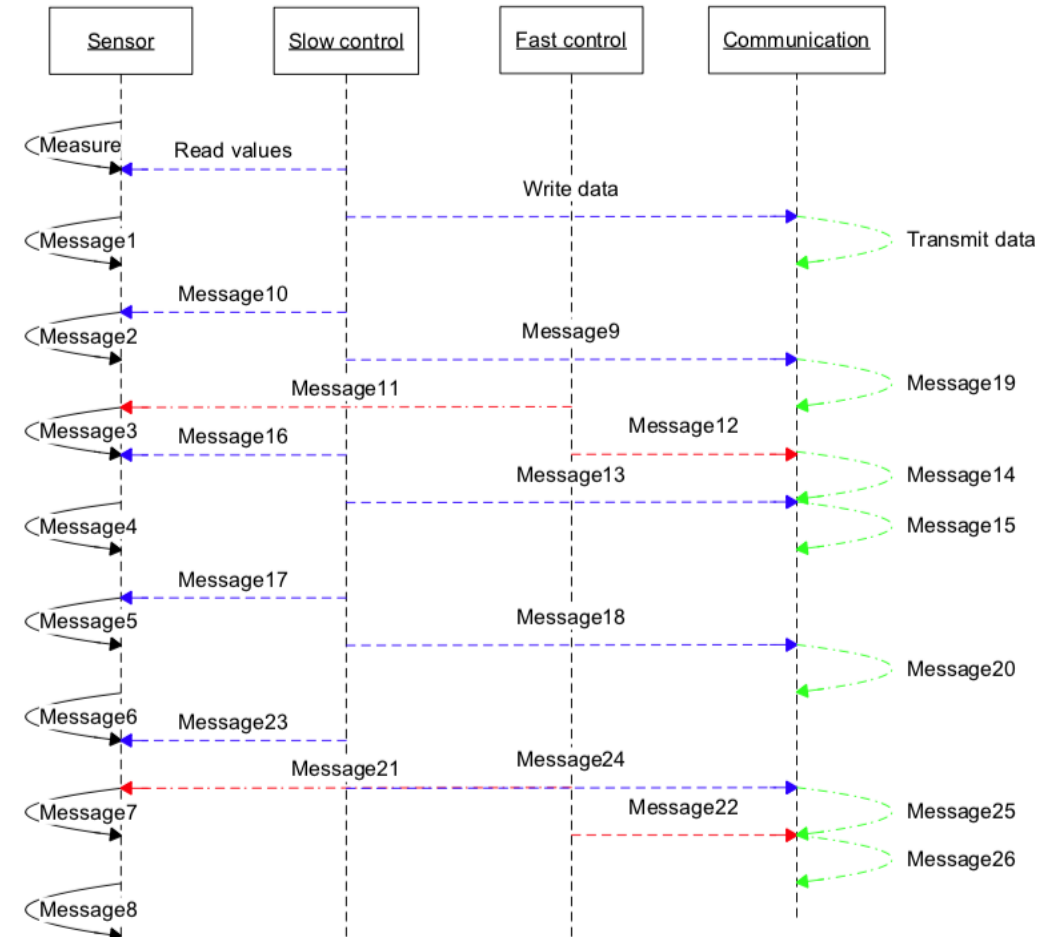 Sensor
Slow control
Fast control
Communication
Measure
Read values
Write data
Message1
Transmit data
Message10
Message2
Message9
Message11
Message19
Message3
Message16
Message12
Message13
Message14
Message4
Message15
Message17
Message5
Message18
Message20
Message6
Message23
Message21
Message24
Message7
Message22
Message25
Message26
Message8